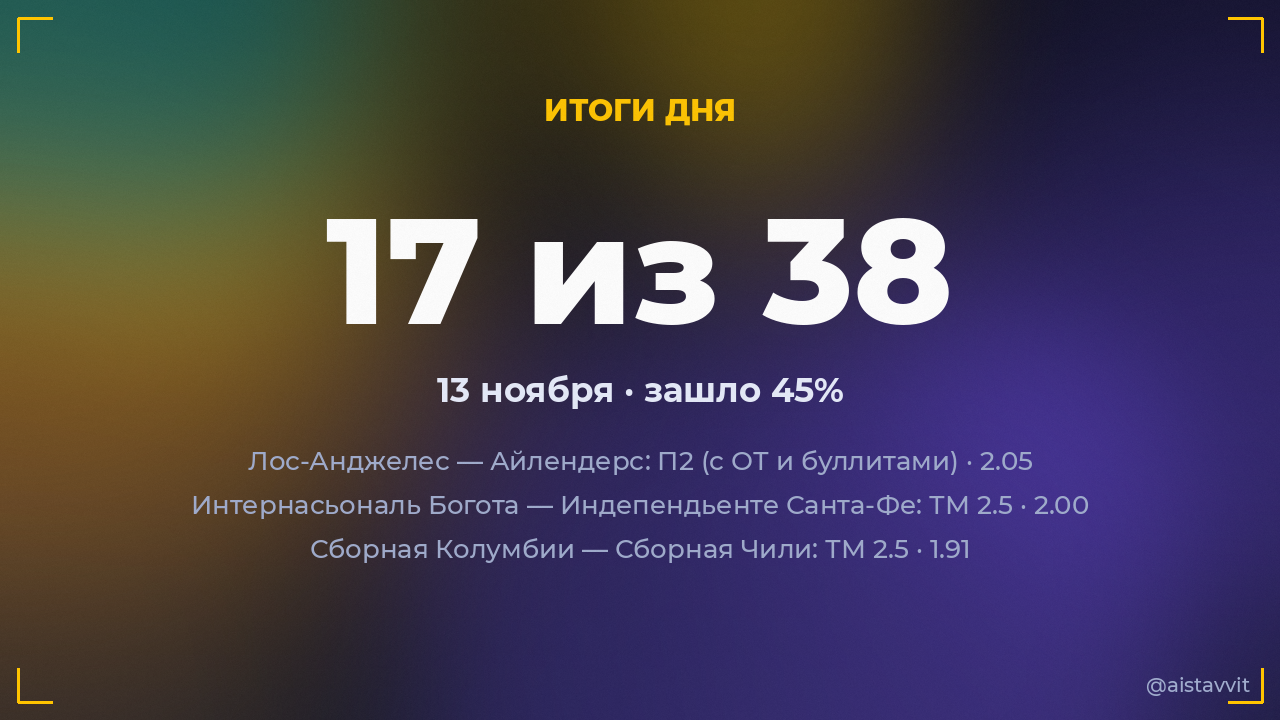 ИТОГИ ДНЯ
17 из 38
13 ноября · зашло 45%
Лос-Анджелес — Айлендерс: П2 (с ОТ и буллитами) · 2.05
Интернасьональ Богота — Индепендьенте Санта-Фе: ТМ 2.5 · 2.00
Сборная Колумбии — Сборная Чили: ТМ 2.5 · 1.91
@aistavvit